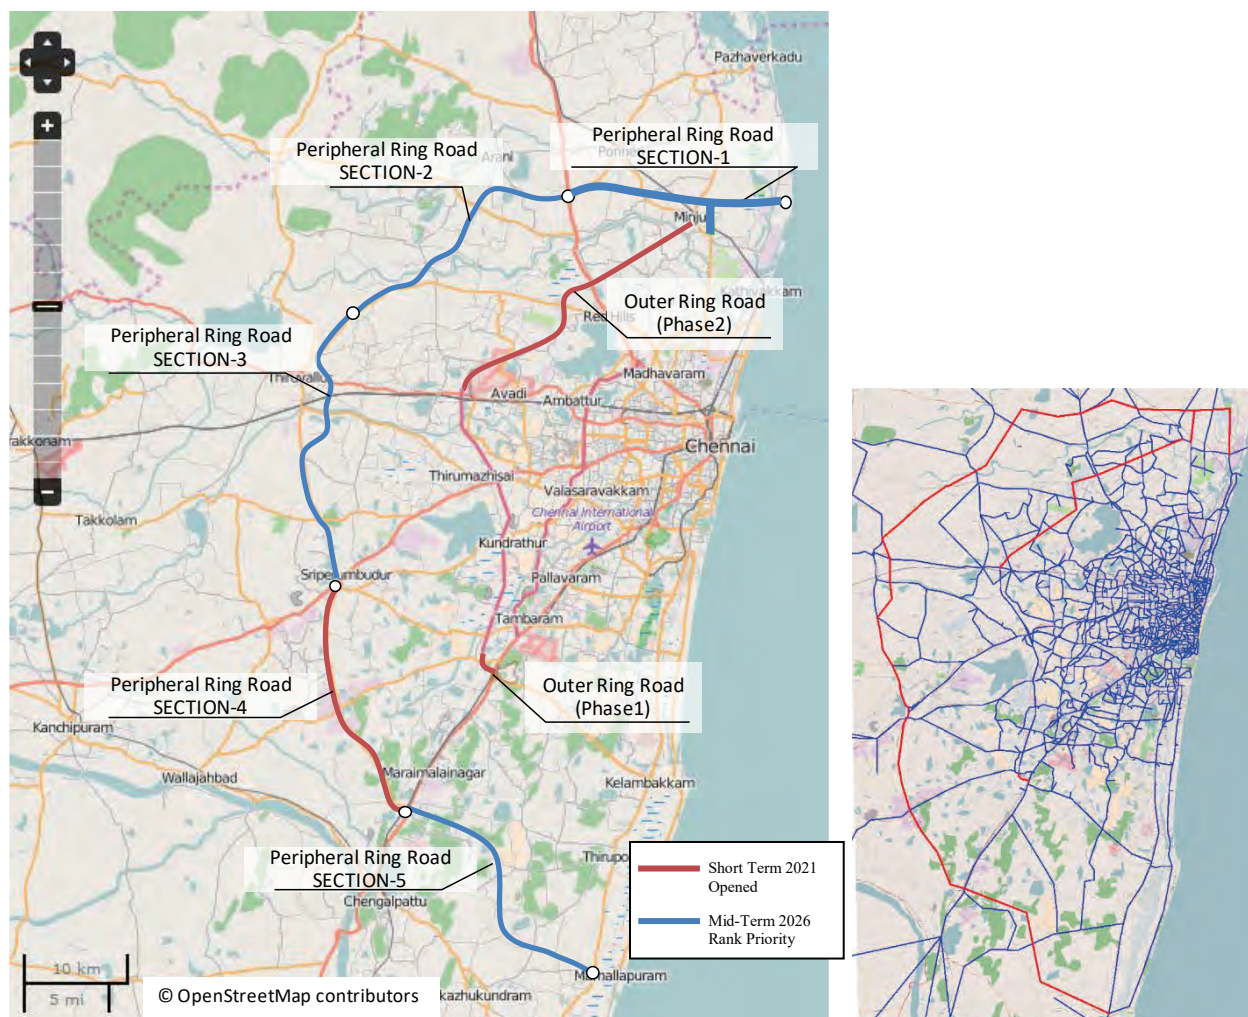 Pazhaverkadu
Peripheral Ring Road
SECTION-1
Peripheral Ring Road
SECTION-2
Arani
Minju
Kathivakkam
Outer Ring Road
(Phase2)
Red Hills
Peripheral Ring Road
SECTION-3
Madhavaram
Avadi
Ambattur
Chennai
rakkonam
Thirumazhisai
Valasaravakkam
Chennai International
Airport
Takkolam
Kundrathur
Pallavaram
Sriperumbudur
Tambaram
Peripheral Ring Road
SECTION-4
Outer Ring Road
(Phase1)
Kanchipuram
Wallajahbad
Maraimalainagar
Kelambakkam
Peripheral Ring Road
SECTION-5
Thirupo
Chengalpattu
Short Term 2021
Opened
Mid-Term 2026
Rank Priority
10 km
5 mi
© OpenStreetMap contributors
kazhukundram